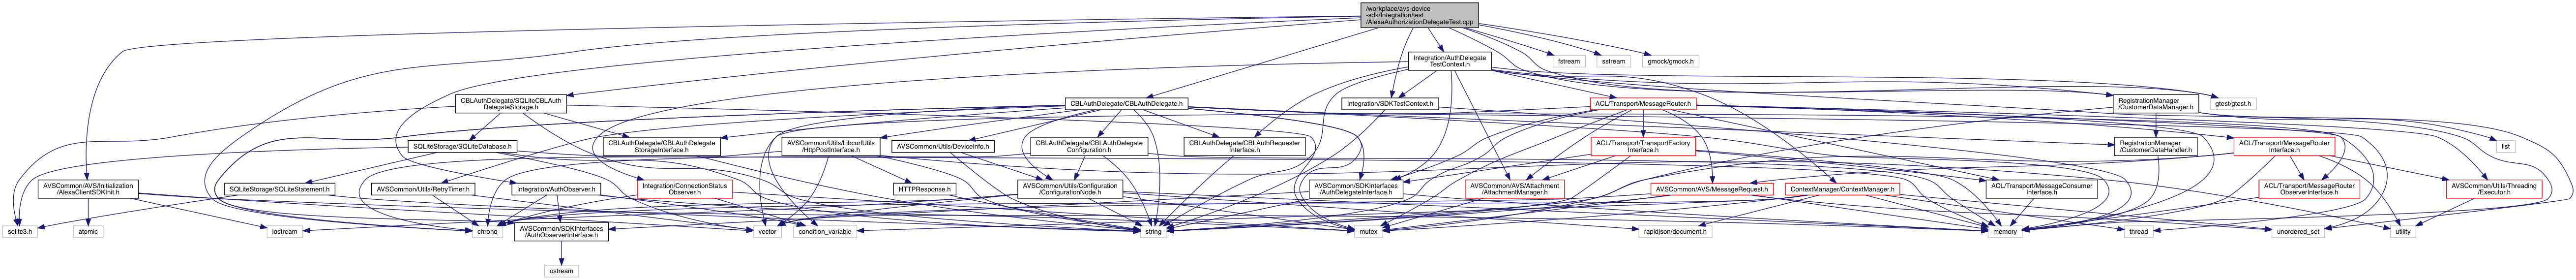 /workplace/avs-device
-sdk/Integration/test
/AlexaAuthorizationDelegateTest.cpp
Integration/AuthDelegate
TestContext.h
fstream
sstream
gmock/gmock.h
CBLAuthDelegate/SQLiteCBLAuth
DelegateStorage.h
CBLAuthDelegate/CBLAuthDelegate.h
Integration/SDKTestContext.h
ACL/Transport/MessageRouter.h
RegistrationManager
/CustomerDataManager.h
gtest/gtest.h
SQLiteStorage/SQLiteDatabase.h
CBLAuthDelegate/CBLAuthDelegate
StorageInterface.h
AVSCommon/Utils/LibcurlUtils
/HttpPostInterface.h
AVSCommon/Utils/DeviceInfo.h
CBLAuthDelegate/CBLAuthDelegate
Configuration.h
CBLAuthDelegate/CBLAuthRequester
Interface.h
ACL/Transport/TransportFactory
Interface.h
RegistrationManager
/CustomerDataHandler.h
ACL/Transport/MessageRouter
Interface.h
list
AVSCommon/AVS/Initialization
/AlexaClientSDKInit.h
SQLiteStorage/SQLiteStatement.h
AVSCommon/Utils/RetryTimer.h
Integration/AuthObserver.h
Integration/ConnectionStatus
Observer.h
HTTPResponse.h
AVSCommon/Utils/Configuration
/ConfigurationNode.h
AVSCommon/SDKInterfaces
/AuthDelegateInterface.h
AVSCommon/AVS/Attachment
/AttachmentManager.h
AVSCommon/AVS/MessageRequest.h
ContextManager/ContextManager.h
ACL/Transport/MessageConsumer
Interface.h
ACL/Transport/MessageRouter
ObserverInterface.h
AVSCommon/Utils/Threading
/Executor.h
sqlite3.h
atomic
iostream
chrono
AVSCommon/SDKInterfaces
/AuthObserverInterface.h
vector
condition_variable
string
mutex
rapidjson/document.h
memory
thread
unordered_set
utility
ostream